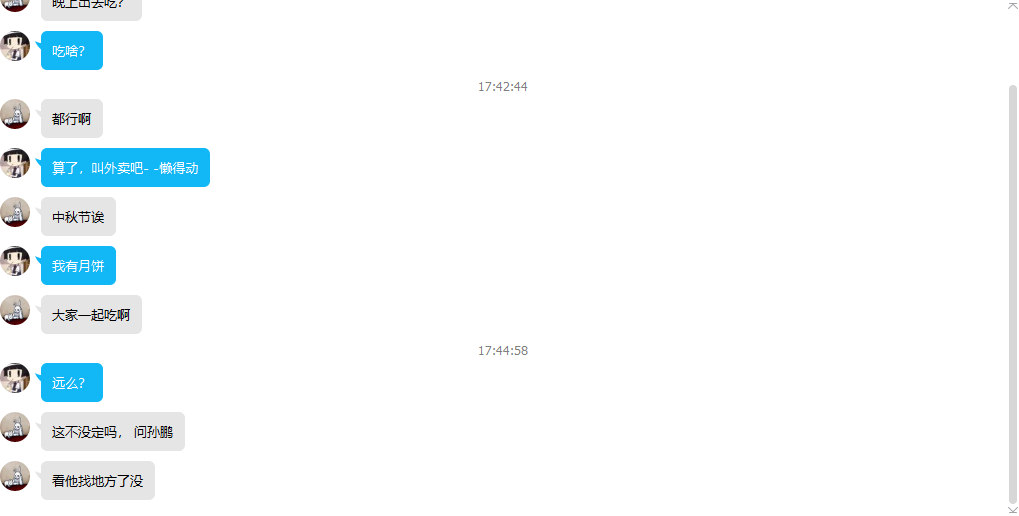 晚上出去吃？
吃啥？
17:42:44
都行啊
算了，叫外卖吧- -懒得动
中秋节诶
我有月饼
大家一起吃啊
17:44:58
远么？
这不没定吗， 问孙鹏
看他找地方了没